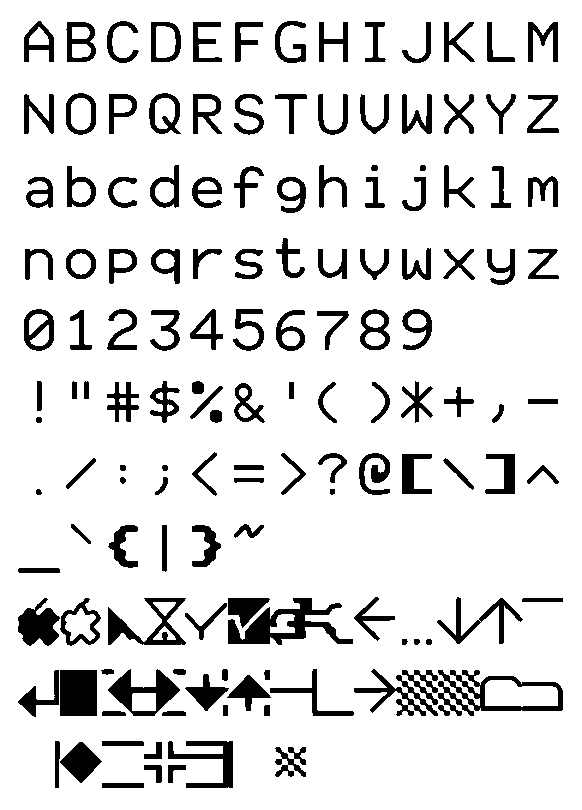 ABCDEFGHIJKLM
NOPQRSTUVWXYZ
abcdefghijklm
nopqrstuvwxyz
0123456789
!"#$%&'()*+,-
./:;<=>?@[\]^
_`{|}~
←…↓↑
→